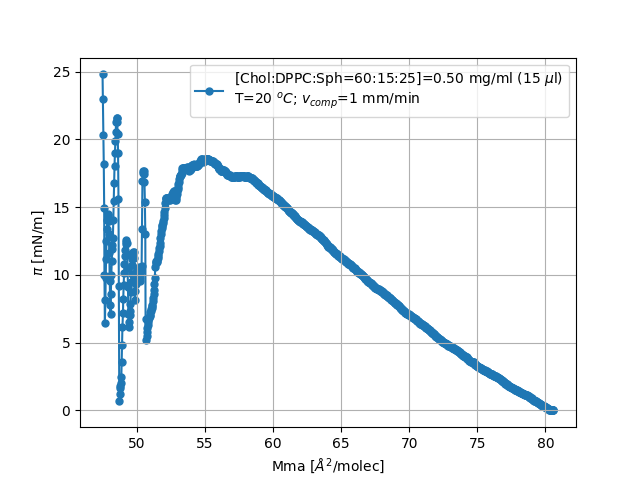 [Chol:DPPC:Sph=60:15:25]=0.50 mg/ml (15 μl)
T=20 °C; v_comp=1 mm/min
25
20
15
10
5
0
π [mN/m]
50 55 60 65 70 75 80
Mma [Å²/molec]